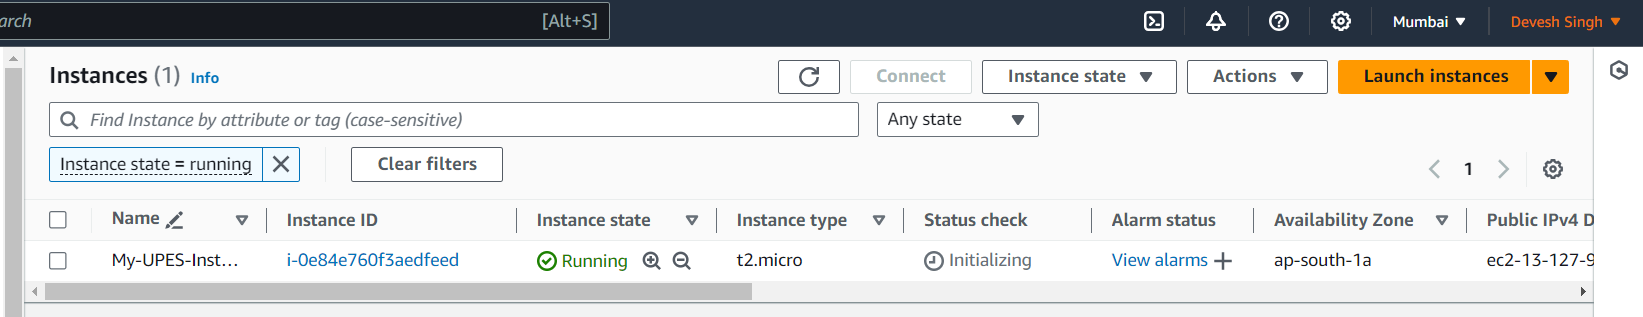 [Alt+S] Mumbai Devesh Singh
Instances (1) Info Connect Instance state Actions Launch instances
Find Instance by attribute or tag (case-sensitive) Any state
Instance state = running Clear filters 1
Name Instance ID Instance state Instance type Status check Alarm status Availability Zone Public IPv4 D
My-UPES-Inst... i-0e84e760f3aedfeed Running t2.micro Initializing View alarms + ap-south-1a ec2-13-127-9